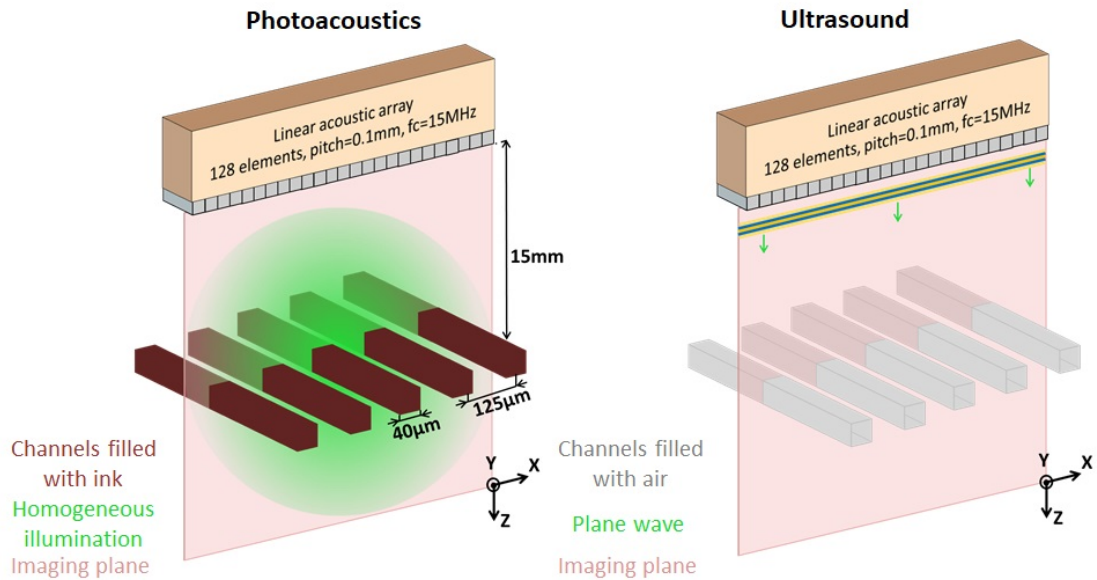 Photoacoustics
Linear acoustic array
128 elements, pitch=0.1mm, fc=15MHz
15mm
125µm
40µm
Channels filled
with ink
Homogeneous
illumination
Imaging plane
Y
X
Z
Ultrasound
Linear acoustic array
128 elements, pitch=0.1mm, fc=15MHz
Channels filled
with air
Plane wave
Imaging plane
Y
X
Z